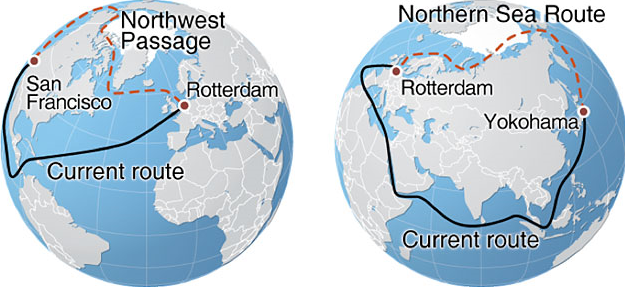 Northwest
Passage
San
Francisco
Rotterdam
Current route
Northern Sea Route
Rotterdam
Yokohama
Current route